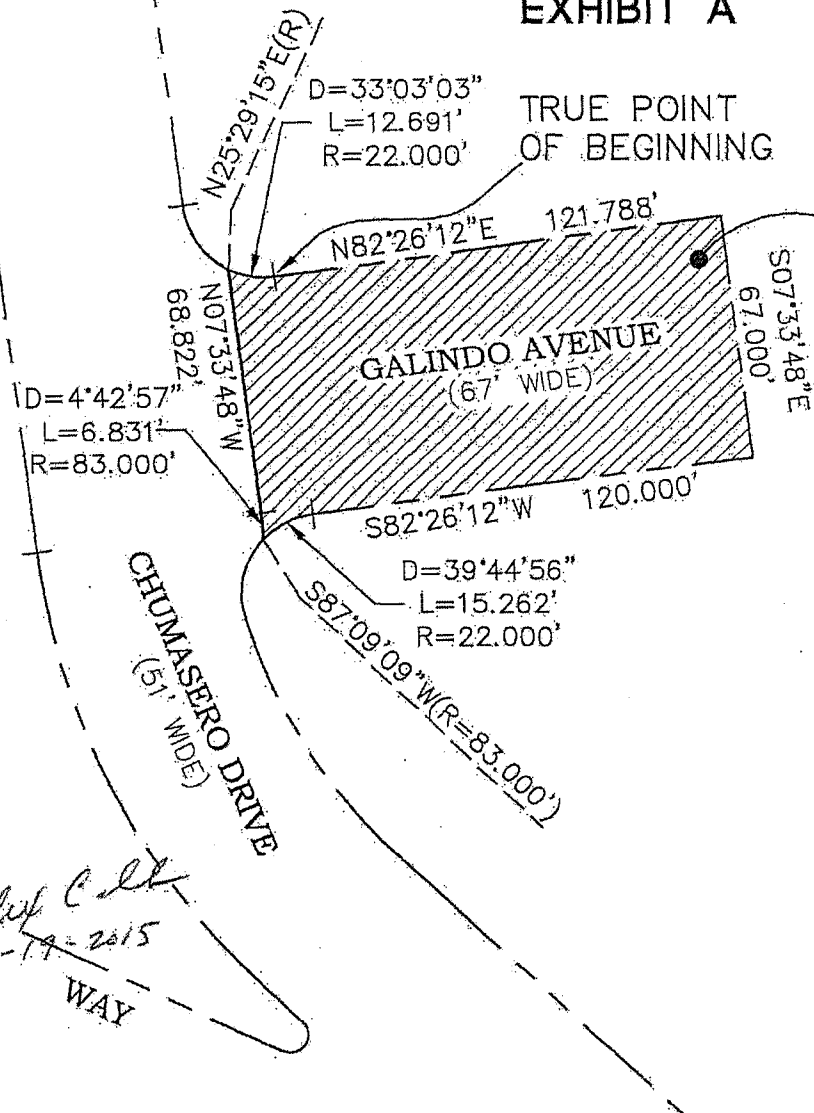 EXHIBIT A
N25°29'15"E(R)
D=33°03'03"
L=12.691'
R=22.000'
TRUE POINT
OF BEGINNING
N82°26'12"E 121.788'
S07°33'48"E
67.000'
GALINDO AVENUE
(67' WIDE)
N07°33'48"W
68.822'
D=4°42'57"
L=6.831'
R=83.000'
S82°26'12"W 120.000'
D=39°44'56"
L=15.262'
R=22.000'
S87°09'09"W(R=83.000')
CHUMASERO DRIVE
(51' WIDE)
-19-2015
WAY